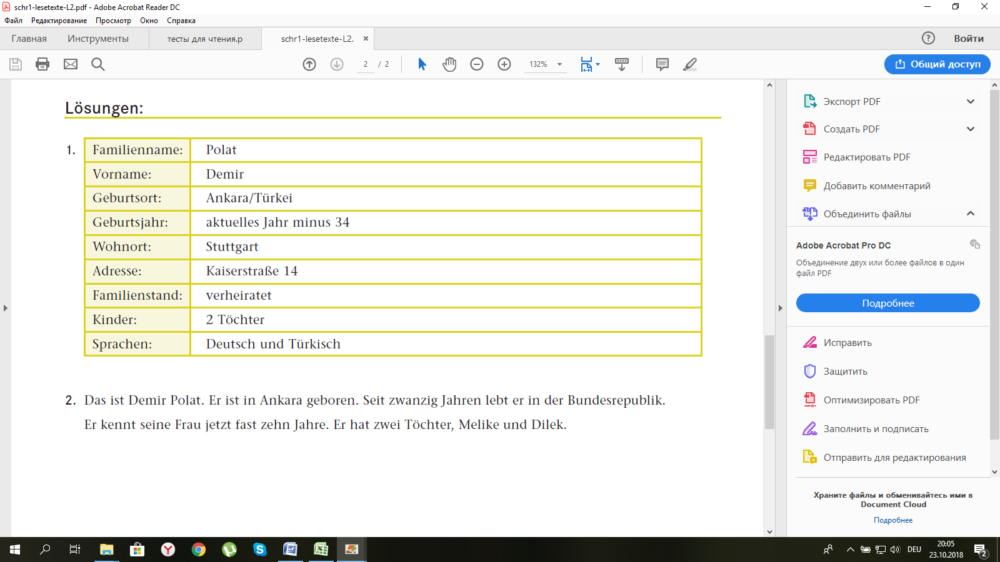 schr1-lesetexte-L2.pdf - Adobe Acrobat Reader DC
Файл Редактирование Просмотр Окно Справка
Главная Инструменты тесты для чтения.p schr1-lesetexte-L2. Войти
2 / 2 132% Общий доступ
Lösungen:
1. Familienname: Polat
Vorname: Demir
Geburtsort: Ankara/Türkei
Geburtsjahr: aktuelles Jahr minus 34
Wohnort: Stuttgart
Adresse: Kaiserstraße 14
Familienstand: verheiratet
Kinder: 2 Töchter
Sprachen: Deutsch und Türkisch
2. Das ist Demir Polat. Er ist in Ankara geboren. Seit zwanzig Jahren lebt er in der Bundesrepublik.
Er kennt seine Frau jetzt fast zehn Jahre. Er hat zwei Töchter, Melike und Dilek.
Экспорт PDF
Создать PDF
Редактировать PDF
Добавить комментарий
Объединить файлы
Adobe Acrobat Pro DC
Объединение двух или более файлов в один
файл PDF
Подробнее
Исправить
Защитить
Оптимизировать PDF
Заполнить и подписать
Отправить для редактирования
Храните файлы и обменивайтесь ими в
Document Cloud
Подробнее
DEU
20:05
23.10.2018
2